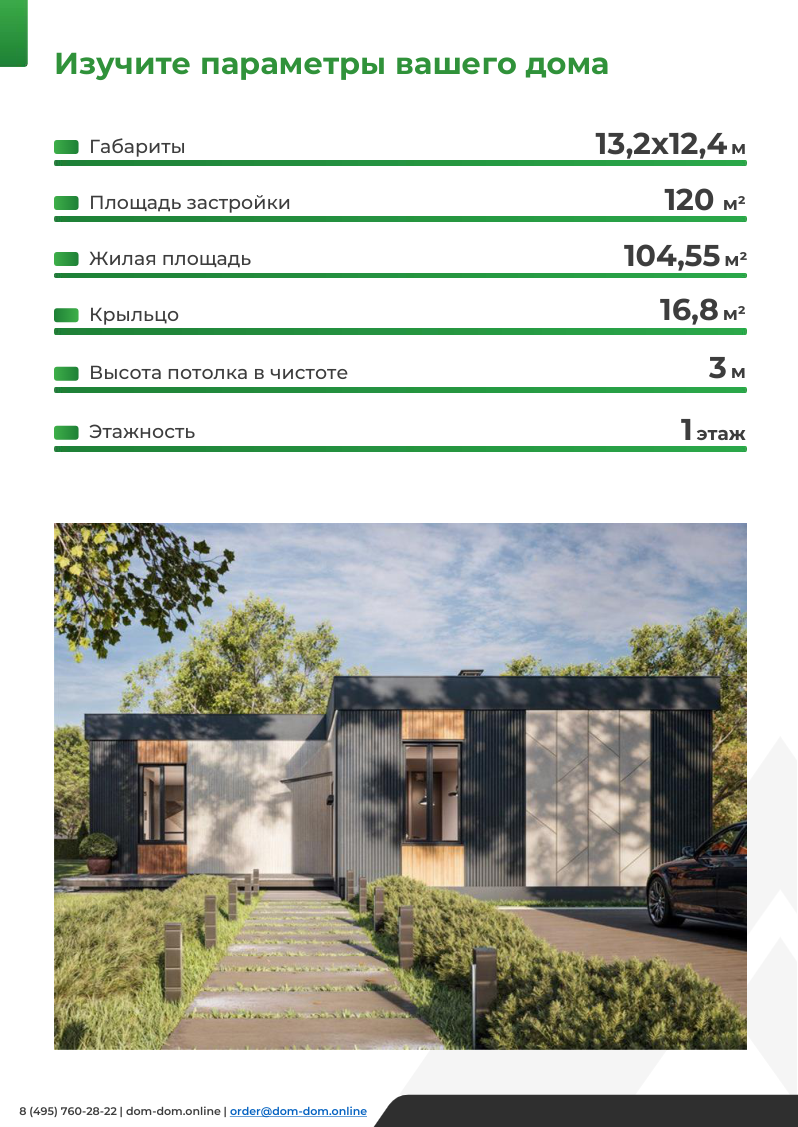 Изучите параметры вашего дома
Габариты 13,2х12,4 м
Площадь застройки 120 м²
Жилая площадь 104,55 м²
Крыльцо 16,8 м²
Высота потолка в чистоте 3 м
Этажность 1 этаж
8 (495) 760-28-22 | dom-dom.online | order@dom-dom.online